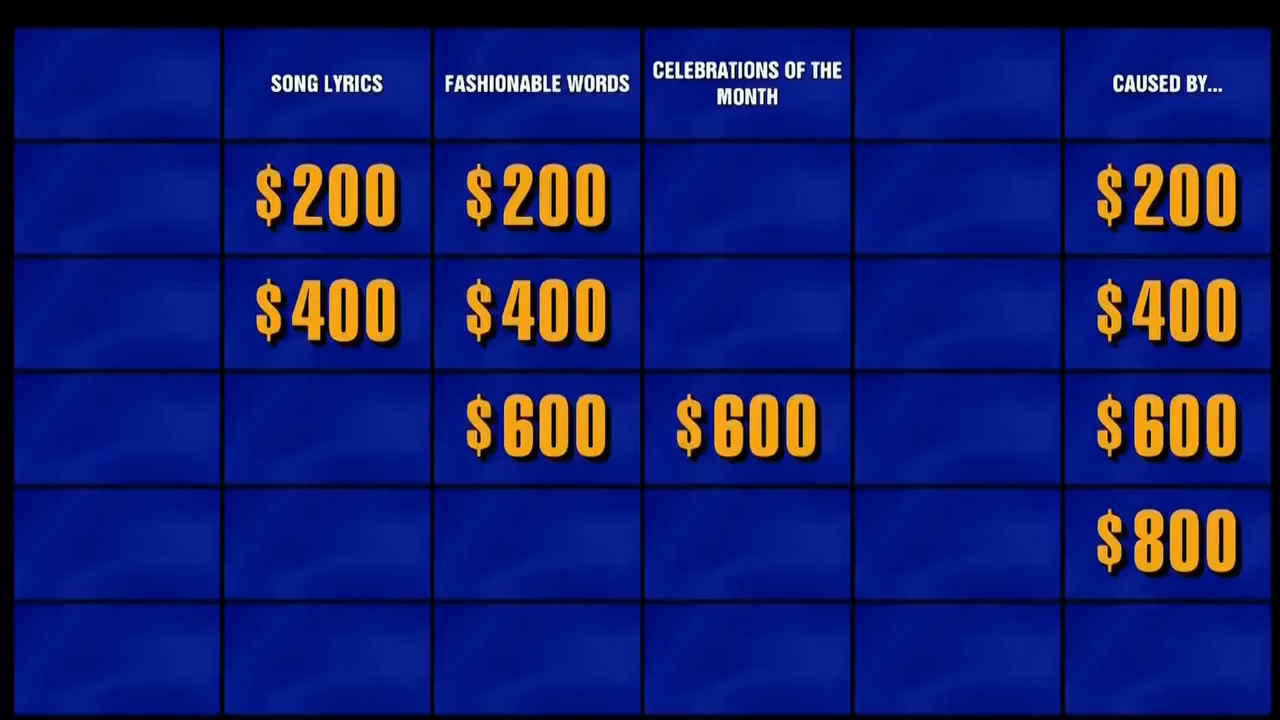 SONG LYRICS
FASHIONABLE WORDS
CELEBRATIONS OF THE
MONTH
CAUSED BY...
$200
$200
$200
$400
$400
$400
$600
$600
$600
$800